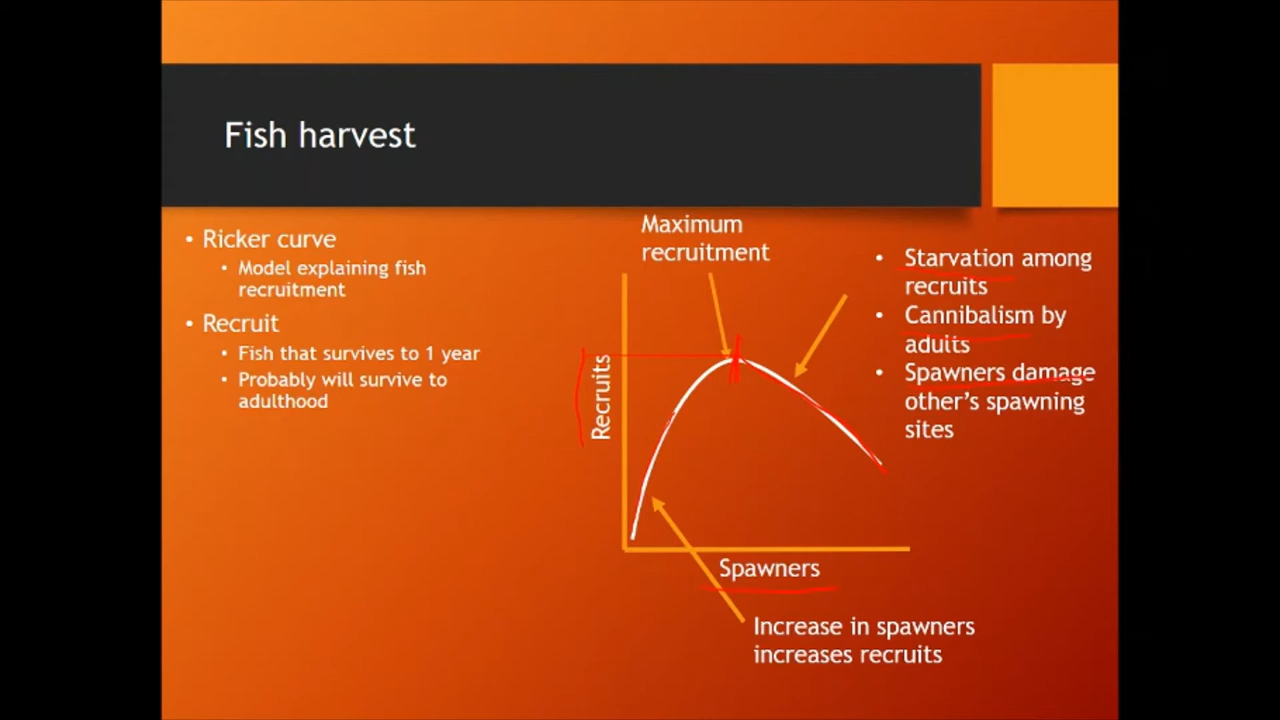 Fish harvest
• Ricker curve
• Model explaining fish
recruitment
• Recruit
• Fish that survives to 1 year
• Probably will survive to
adulthood
Maximum
recruitment
Recruits
Spawners
Increase in spawners
increases recruits
• Starvation among
recruits
• Cannibalism by
adults
• Spawners damage
other's spawning
sites